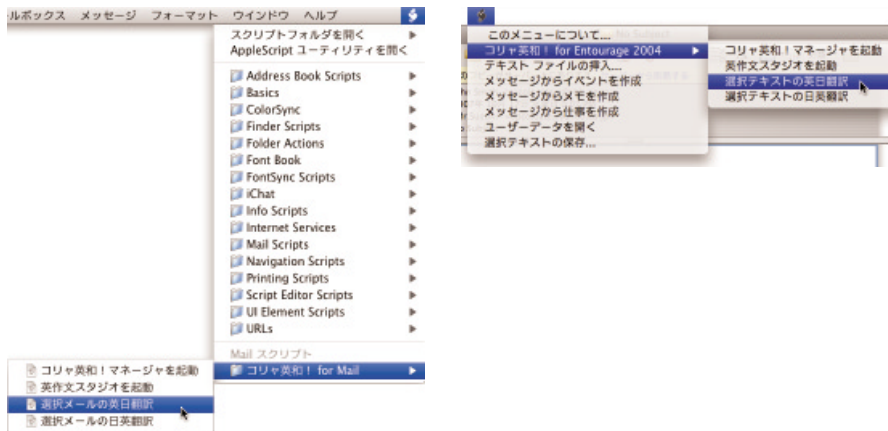 ルボックス メッセージ フォーマット ウインドウ ヘルプ
スクリプトフォルダを開く
AppleScript ユーティリティを開く
Address Book Scripts
Basics
ColorSync
Finder Scripts
Folder Actions
Font Book
FontSync Scripts
iChat
Info Scripts
Internet Services
Mail Scripts
Navigation Scripts
Printing Scripts
Script Editor Scripts
UI Element Scripts
URLs
Mail スクリプト
コリャ英和！ for Mail
コリャ英和！マネージャを起動
英作文スタジオを起動
選択メールの英日翻訳
選択メールの日英翻訳
このメニューについて...
コリャ英和！ for Entourage 2004
テキスト ファイルの挿入...
メッセージからイベントを作成
メッセージからメモを作成
メッセージから仕事を作成
ユーザーデータを開く
選択テキストの保存...
コリャ英和！マネージャを起動
英作文スタジオを起動
選択テキストの英日翻訳
選択テキストの日英翻訳